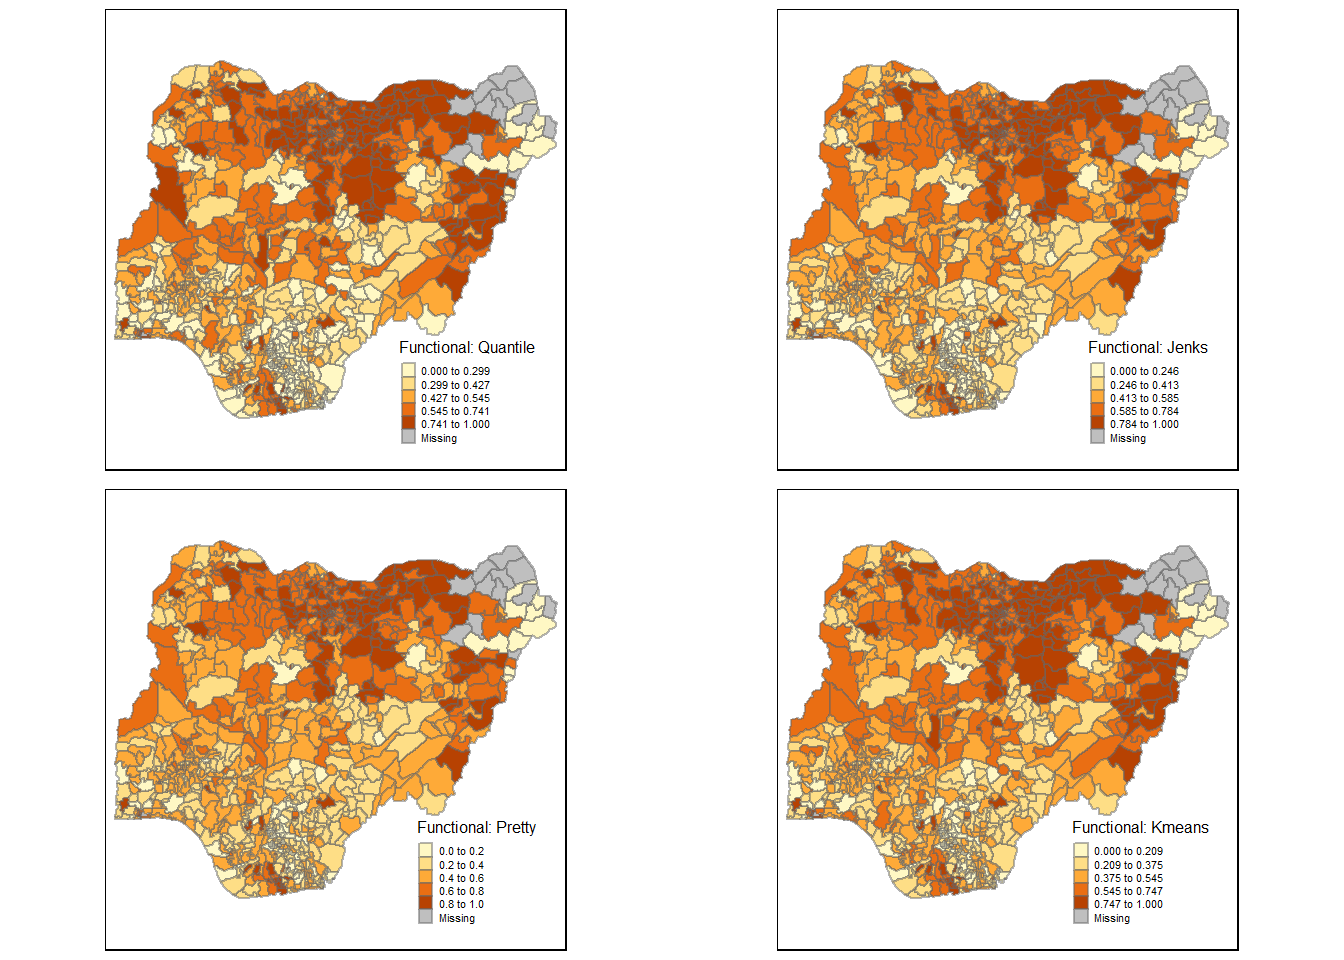 Functional: Quantile
0.000 to 0.299
0.299 to 0.427
0.427 to 0.545
0.545 to 0.741
0.741 to 1.000
Missing
Functional: Jenks
0.000 to 0.246
0.246 to 0.413
0.413 to 0.585
0.585 to 0.784
0.784 to 1.000
Missing
Functional: Pretty
0.0 to 0.2
0.2 to 0.4
0.4 to 0.6
0.6 to 0.8
0.8 to 1.0
Missing
Functional: Kmeans
0.000 to 0.209
0.209 to 0.375
0.375 to 0.545
0.545 to 0.747
0.747 to 1.000
Missing